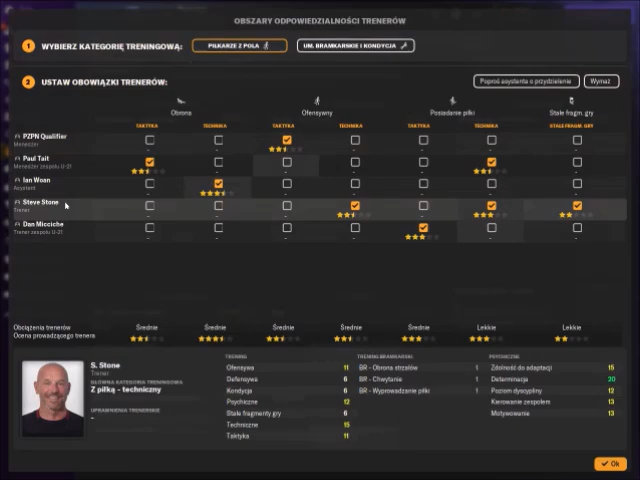 OBSZARY ODPOWIEDZIALNOŚCI TRENERÓW
1 WYBIERZ KATEGORIĘ TRENINGOWĄ: PIŁKARZE Z POLA UM. BRAMKARSKIE I KONDYCJA
2 USTAW OBOWIĄZKI TRENERÓW: Poproś asystenta o przydzielenie Wymaż
Obrona Ofensywny Posiadanie piłki Stałe fragm. gry
TAKTYKA TECHNIKA TAKTYKA TECHNIKA TAKTYKA TECHNIKA STAŁE FRAGM. GRY
PZPN Qualifier
Menedżer
Paul Tait
Menedżer zespołu U-21
Ian Woan
Asystent
Steve Stone
Trener
Dan Micciche
Trener zespołu U-21
Obciążenia trenerów Średnie Średnie Średnie Średnie Średnie Lekkie Lekkie
Ocena prowadzącego trenera
S. Stone
Trener
GŁÓWNA KATEGORIA TRENINGOWA
Z piłką - techniczny
UPRAWNIENIA TRENERSKIE
-
TRENING
Ofensywa 11
Defensywa 6
Kondycja 6
Psychiczne 12
Stałe fragmenty gry 6
Techniczne 15
Taktyka 11
TRENING BRAMKARSKI
BR - Obrona strzałów 1
BR - Chwytanie 1
BR - Wyprowadzanie piłki 1
PSYCHICZNE
Zdolność do adaptacji 15
Determinacja 20
Poziom dyscypliny 12
Kierowanie zespołem 13
Motywowanie 13
Ok